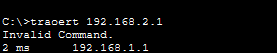 C:\>traoert 192.168.2.1
Invalid Command.
2 ms     192.168.1.1